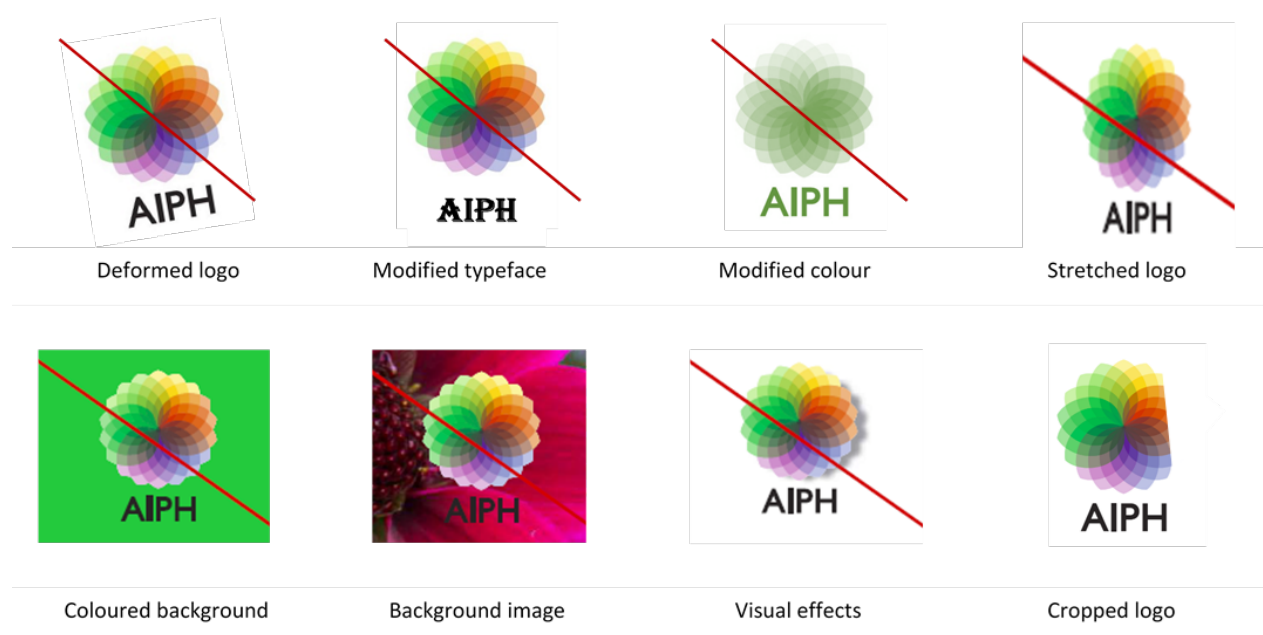 AIPH
AIPH
AIPH
AIPH
Deformed logo
Modified typeface
Modified colour
Stretched logo
AIPH
AIPH
AIPH
AIPH
Coloured background
Background image
Visual effects
Cropped logo